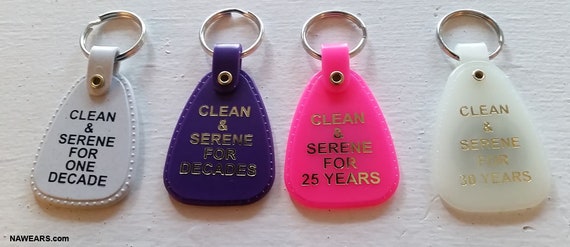 CLEAN
&
SERENE
FOR
ONE
DECADE
CLEAN
&
SERENE
FOR
DECADES
CLEAN
&
SERENE
FOR
25 YEARS
CLEAN
&
SERENE
FOR
30 YEARS
NAWEARS.com